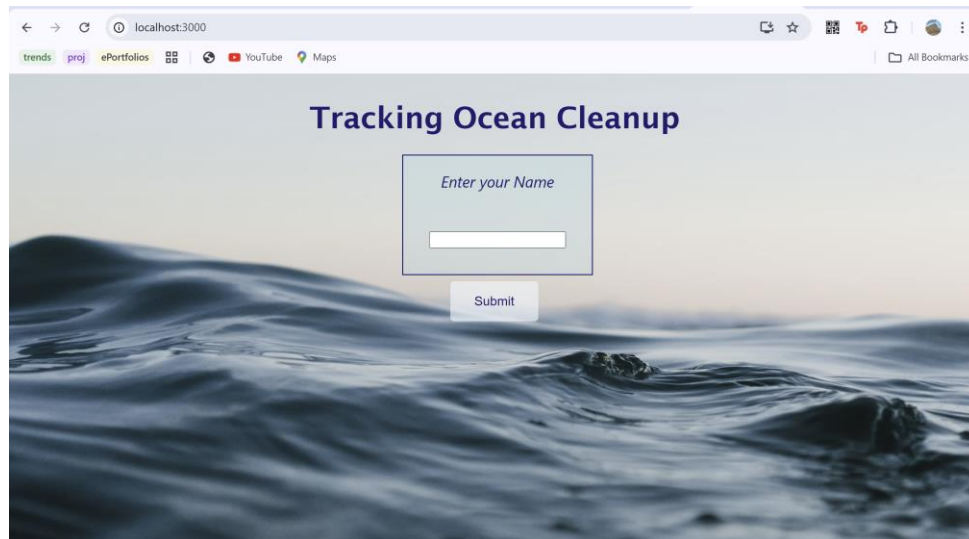 localhost:3000
trends proj ePortfolios YouTube Maps All Bookmarks
Tracking Ocean Cleanup
Enter your Name
Submit